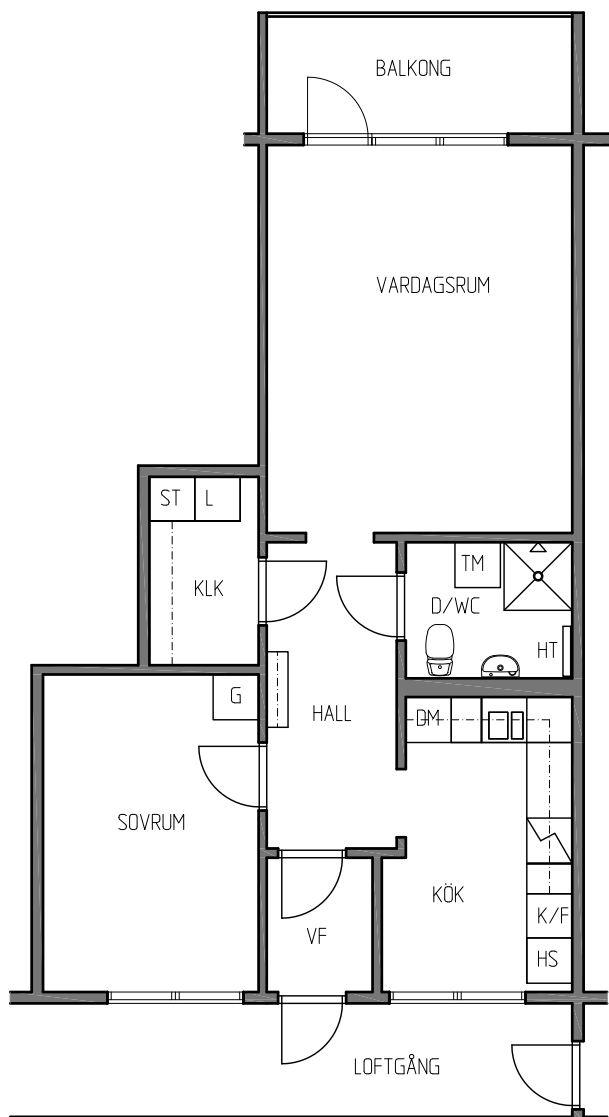 BALKONG
VARDAGSRUM
ST L
TM
KLK
D/WC
HT
G
HALL
DM
SOVRUM
KÖK
K/F
VF
HS
LOFTGÅNG